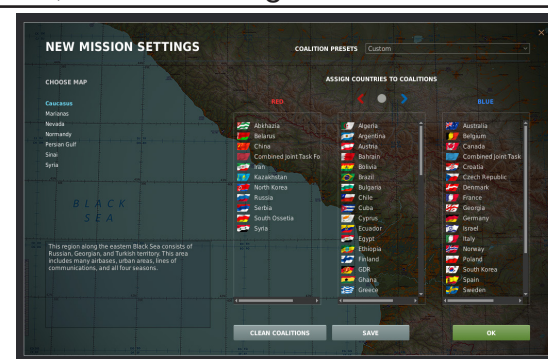 NEW MISSION SETTINGS
COALITION PRESETS
Custom
CHOOSE MAP
ASSIGN COUNTRIES TO COALITIONS
Caucasus
Marianas
Nevada
Normandy
Persian Gulf
Sinai
Syria
BLACK
SEA
This region along the eastern Black Sea consists of
Russian, Georgian, and Turkish territory. This area
includes many airbases, urban areas, lines of
communications, and all four seasons.
RED
Abkhazia
Belarus
China
Combined Joint Task Fo
Iran
Kazakhstan
North Korea
Russia
Serbia
South Ossetia
Syria
Algeria
Argentina
Austria
Bahrain
Bolivia
Brazil
Bulgaria
Chile
Cuba
Cyprus
Ecuador
Egypt
Ethiopia
Finland
GDR
Ghana
Greece
BLUE
Australia
Belgium
Canada
Combined Joint Task
Croatia
Czech Republic
Denmark
France
Georgia
Germany
Israel
Italy
Norway
Poland
South Korea
Spain
Sweden
CLEAN COALITIONS
SAVE
OK